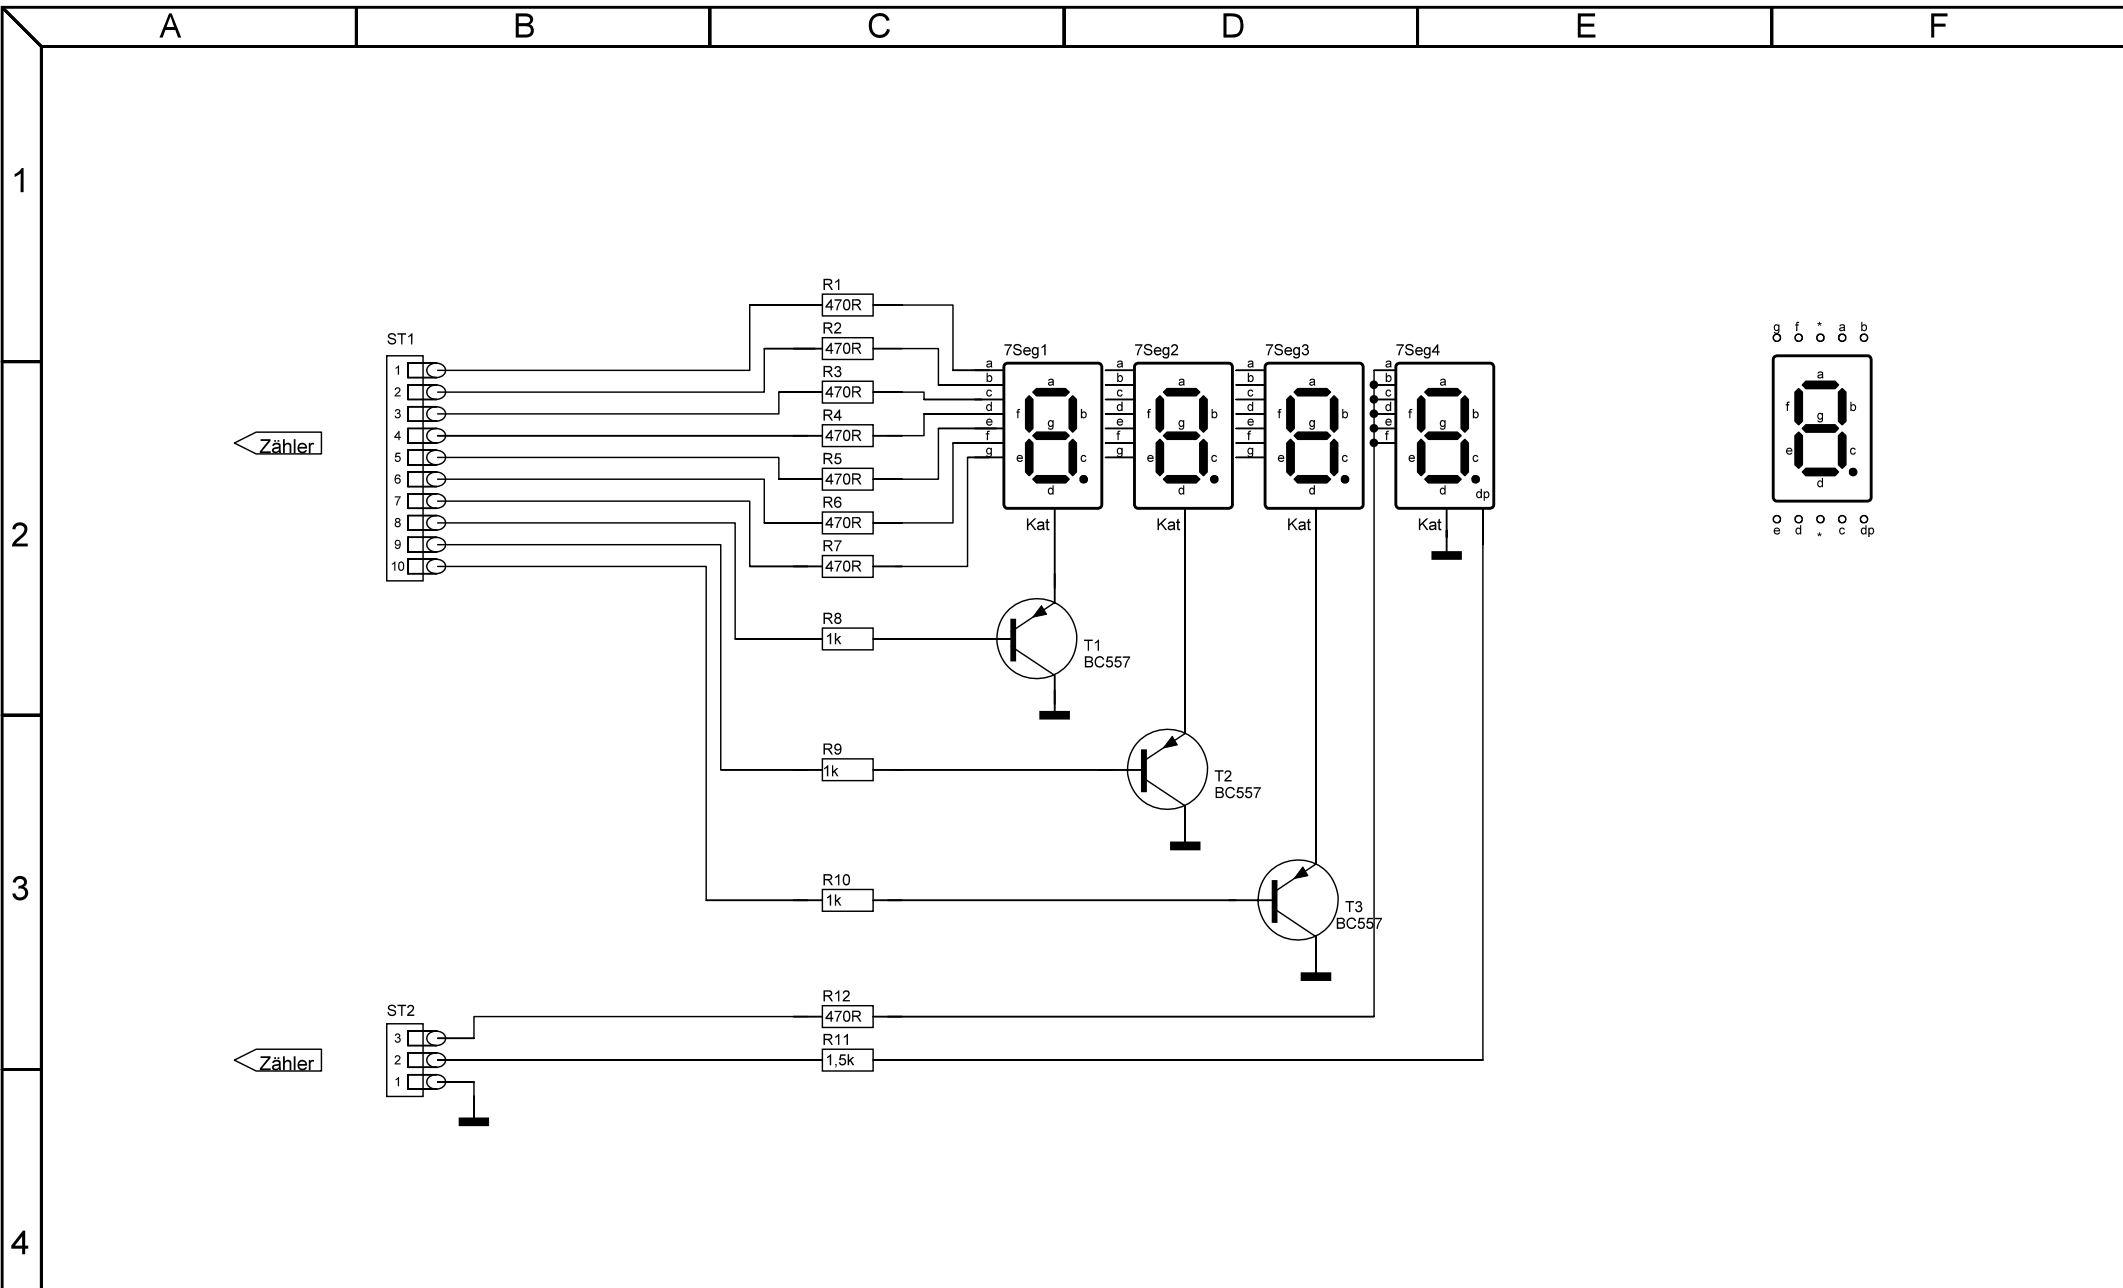 A B C D E F
1
2
3
4
ST1
1
2
3
4
5
6
7
8
9
10
Zähler
R1
470R
R2
470R
R3
470R
R4
470R
R5
470R
R6
470R
R7
470R
R8
1k
R9
1k
R10
1k
R12
470R
R11
1,5k
7Seg1
a
b
c
d
e
f
g
a
f b
g
e c
d
Kat
7Seg2
a
b
c
d
e
f
g
a
f b
g
e c
d
Kat
7Seg3
a
b
c
d
e
f
g
a
f b
g
e c
d
Kat
7Seg4
a
b
c
d
e
f
a
f b
g
e c
d
dp
Kat
T1
BC557
T2
BC557
T3
BC557
ST2
3
2
1
Zähler
g f * a b
a
f b
g
e c
d
e d * c dp